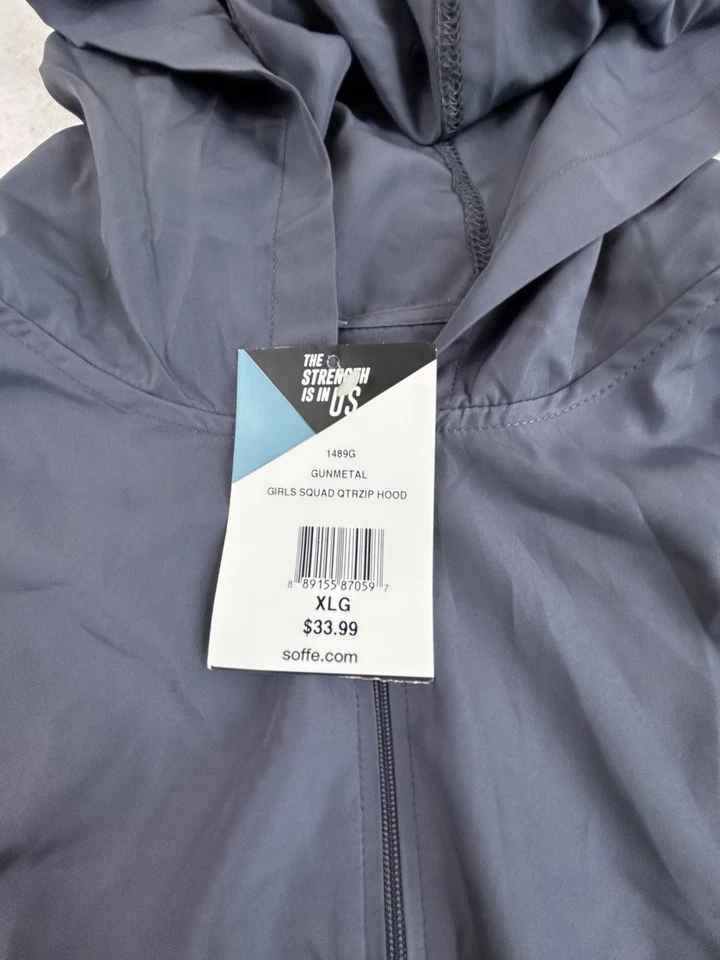 THE
STRENGTH
IS IN US
1489G
GUNMETAL
GIRLS SQUAD QTRZIP HOOD
8 89155 87059 7
XLG
$33.99
soffe.com